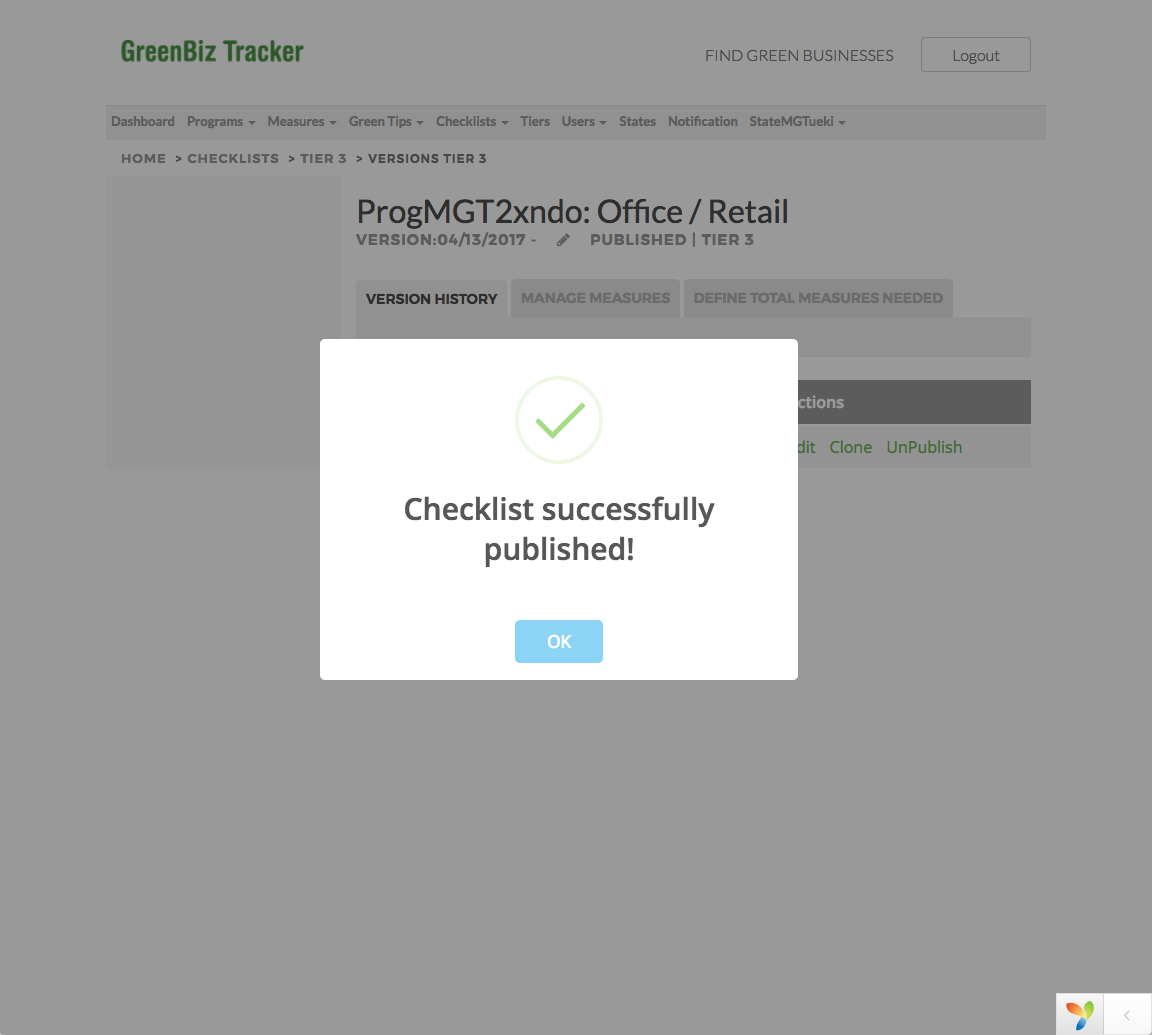 GreenBiz Tracker
FIND GREEN BUSINESSES
Logout
Dashboard Programs Measures Green Tips Checklists Tiers Users States Notification StateMGTueki
HOME > CHECKLISTS > TIER 3 > VERSIONS TIER 3
ProgMGT2xndo: Office / Retail
VERSION:04/13/2017 - PUBLISHED | TIER 3
VERSION HISTORY MANAGE MEASURES DEFINE TOTAL MEASURES NEEDED
ctions
dit Clone UnPublish
Checklist successfully
published!
OK